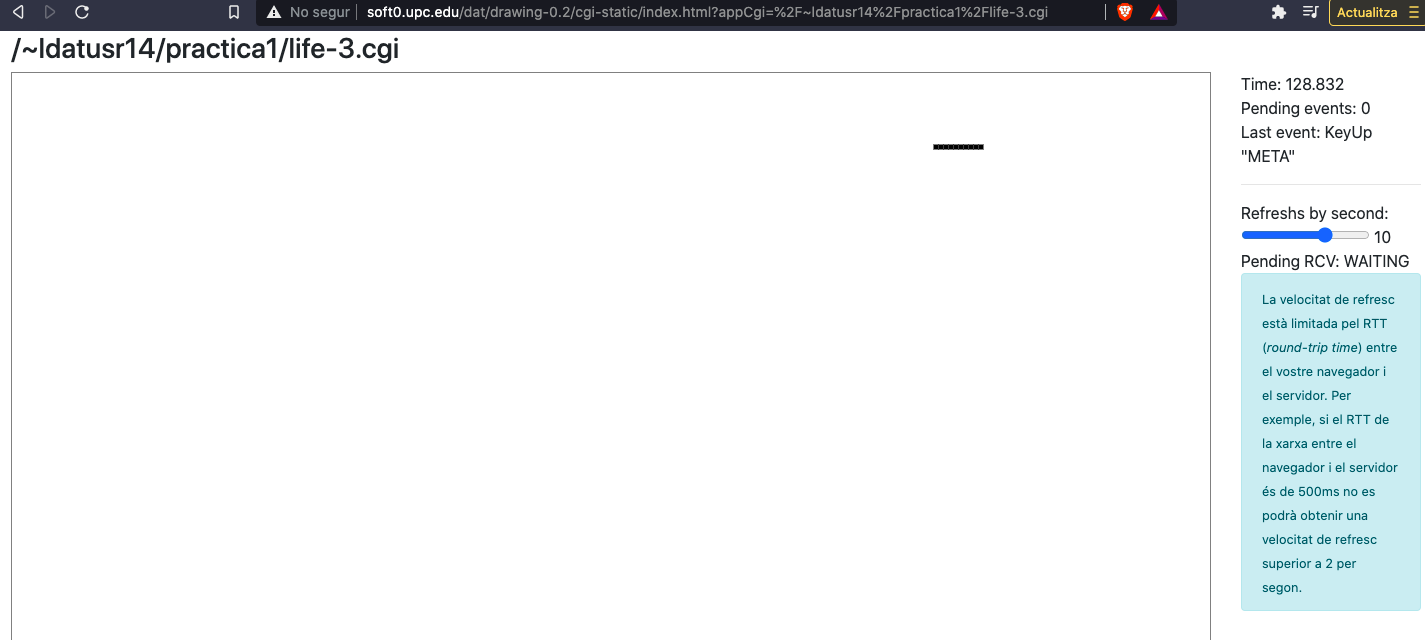 No segur
soft0.upc.edu/dat/drawing-0.2/cgi-static/index.html?appCgi=%2F~ldatusr14%2Fpractica1%2Flife-3.cgi
Actualitza
/~ldatusr14/practica1/life-3.cgi
Time: 128.832
Pending events: 0
Last event: KeyUp
"META"
Refreshs by second:
10
Pending RCV: WAITING
La velocitat de refresc
està limitada pel RTT
(round-trip time) entre
el vostre navegador i
el servidor. Per
exemple, si el RTT de
la xarxa entre el
navegador i el servidor
és de 500ms no es
podrà obtenir una
velocitat de refresc
superior a 2 per
segon.